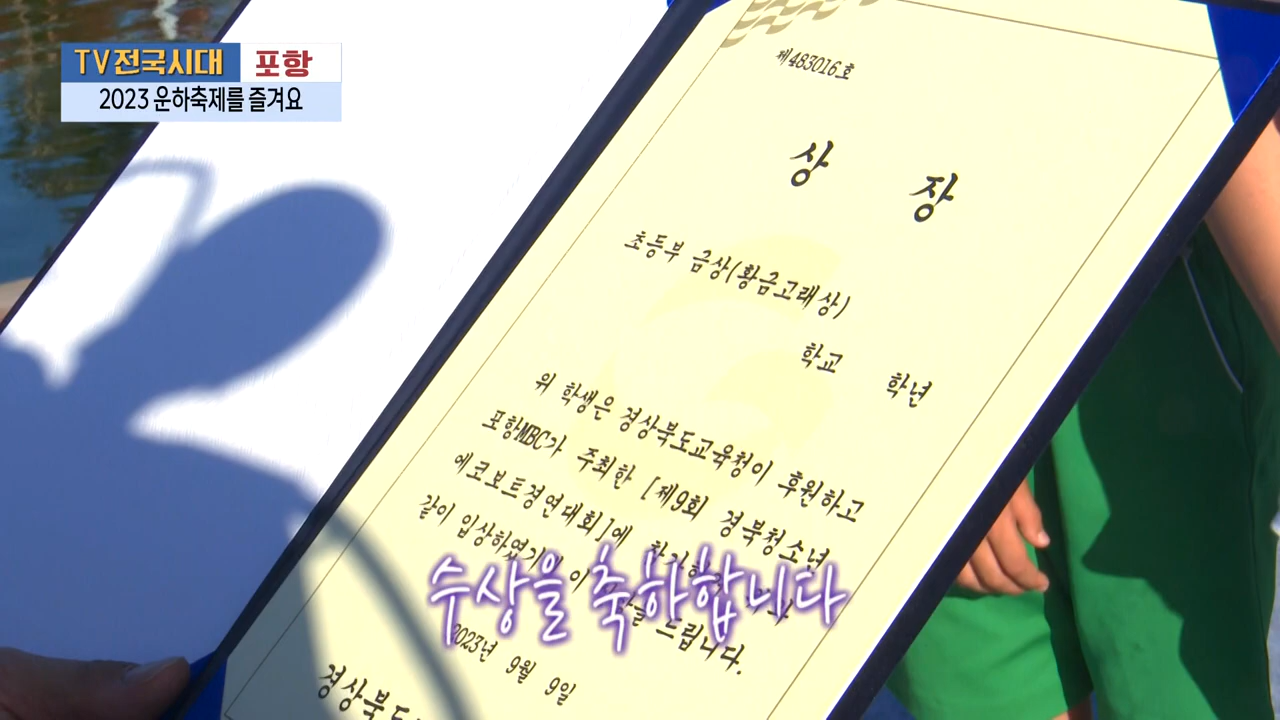 TV전국시대 포항
2023 운하축제를 즐겨요
제483016호
상 장
초등부 금상(황금고래상)
학교 학년
위 학생은 경상북도교육청이 후원하고
포항MBC가 주최한 [제9회 경북청소년
에코보트경연대회]에
같이 입상하였기 이 드립니다.
수상을 축하합니다
2023년 9월 9일
경상북도